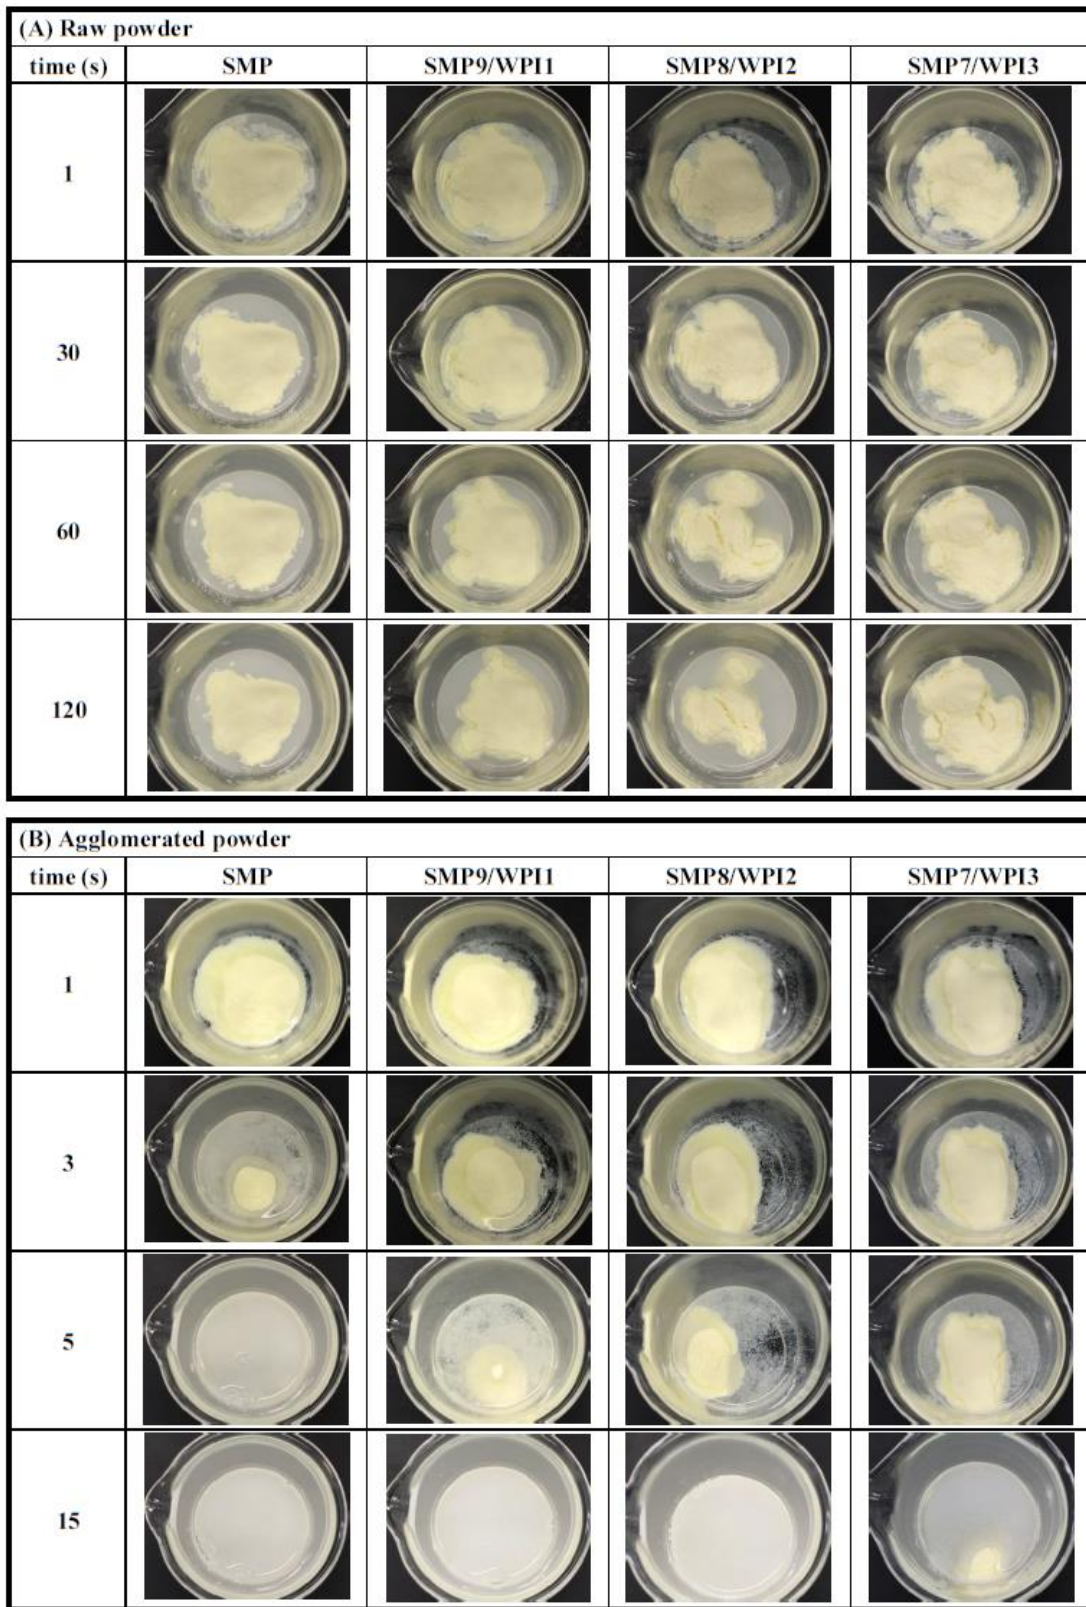 (A) Raw powder
time (s) SMP SMP9/WPI1 SMP8/WPI2 SMP7/WPI3
1
30
60
120
(B) Agglomerated powder
time (s) SMP SMP9/WPI1 SMP8/WPI2 SMP7/WPI3
1
3
5
15